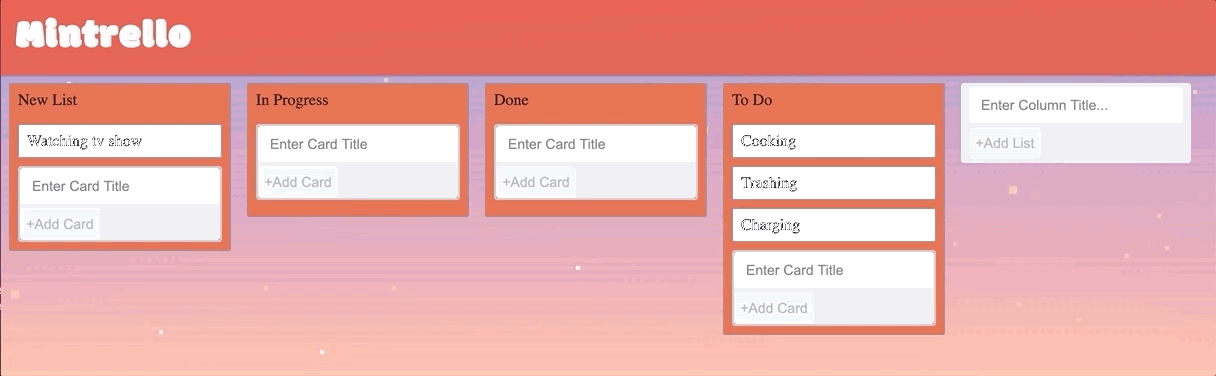 Mintrello
New List
Watching tv show
Enter Card Title
+Add Card
In Progress
Enter Card Title
+Add Card
Done
Enter Card Title
+Add Card
To Do
Cooking
Trashing
Charging
Enter Card Title
+Add Card
Enter Column Title...
+Add List